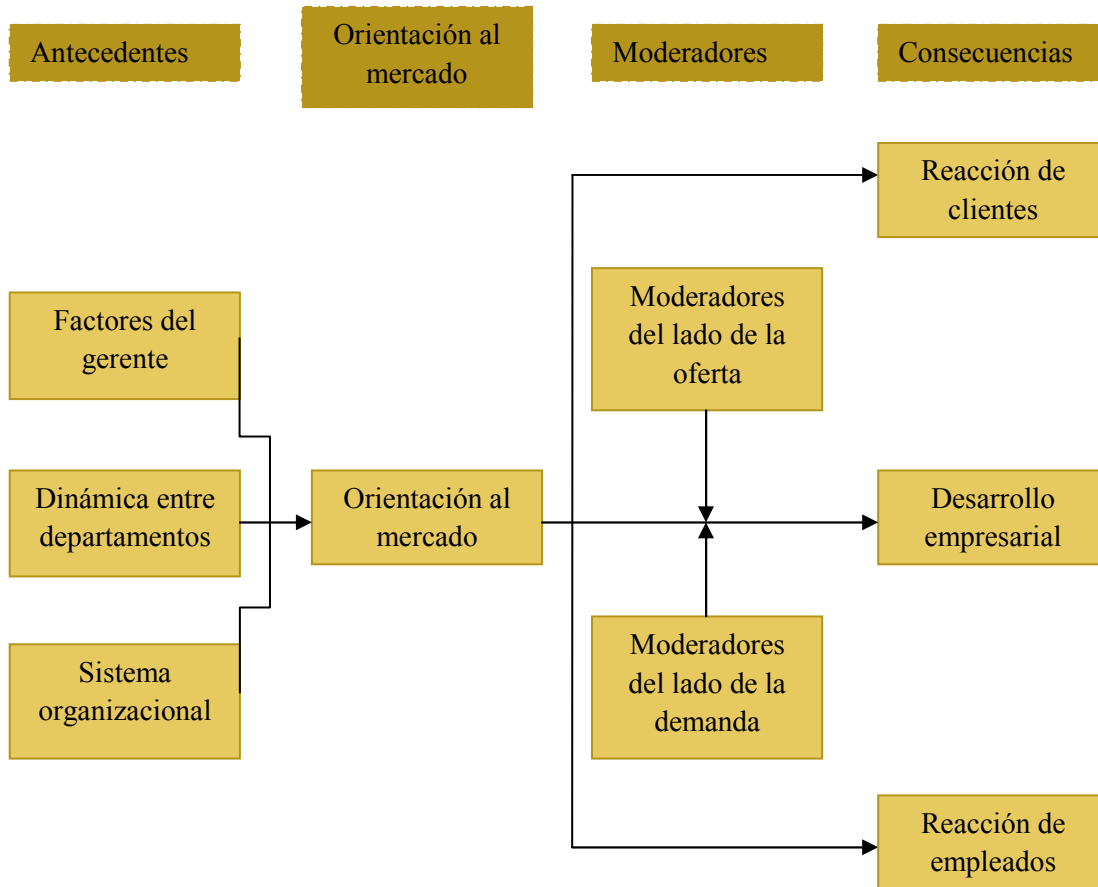 Antecedentes
Orientación al
mercado
Moderadores
Consecuencias
Reacción de
clientes
Factores del
gerente
Moderadores
del lado de la
oferta
Dinámica entre
departamentos
Orientación al
mercado
Desarrollo
empresarial
Sistema
organizacional
Moderadores
del lado de la
demanda
Reacción de
empleados